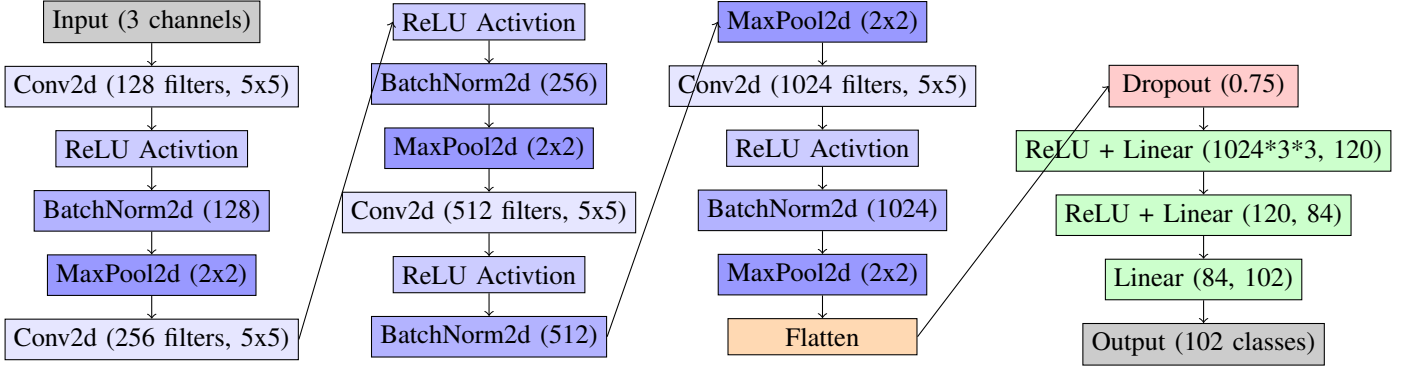 Input (3 channels)
Conv2d (128 filters, 5x5)
ReLU Activtion
BatchNorm2d (128)
MaxPool2d (2x2)
Conv2d (256 filters, 5x5)
ReLU Activtion
BatchNorm2d (256)
MaxPool2d (2x2)
Conv2d (512 filters, 5x5)
ReLU Activtion
BatchNorm2d (512)
MaxPool2d (2x2)
Conv2d (1024 filters, 5x5)
ReLU Activtion
BatchNorm2d (1024)
MaxPool2d (2x2)
Flatten
Dropout (0.75)
ReLU + Linear (1024*3*3, 120)
ReLU + Linear (120, 84)
Linear (84, 102)
Output (102 classes)